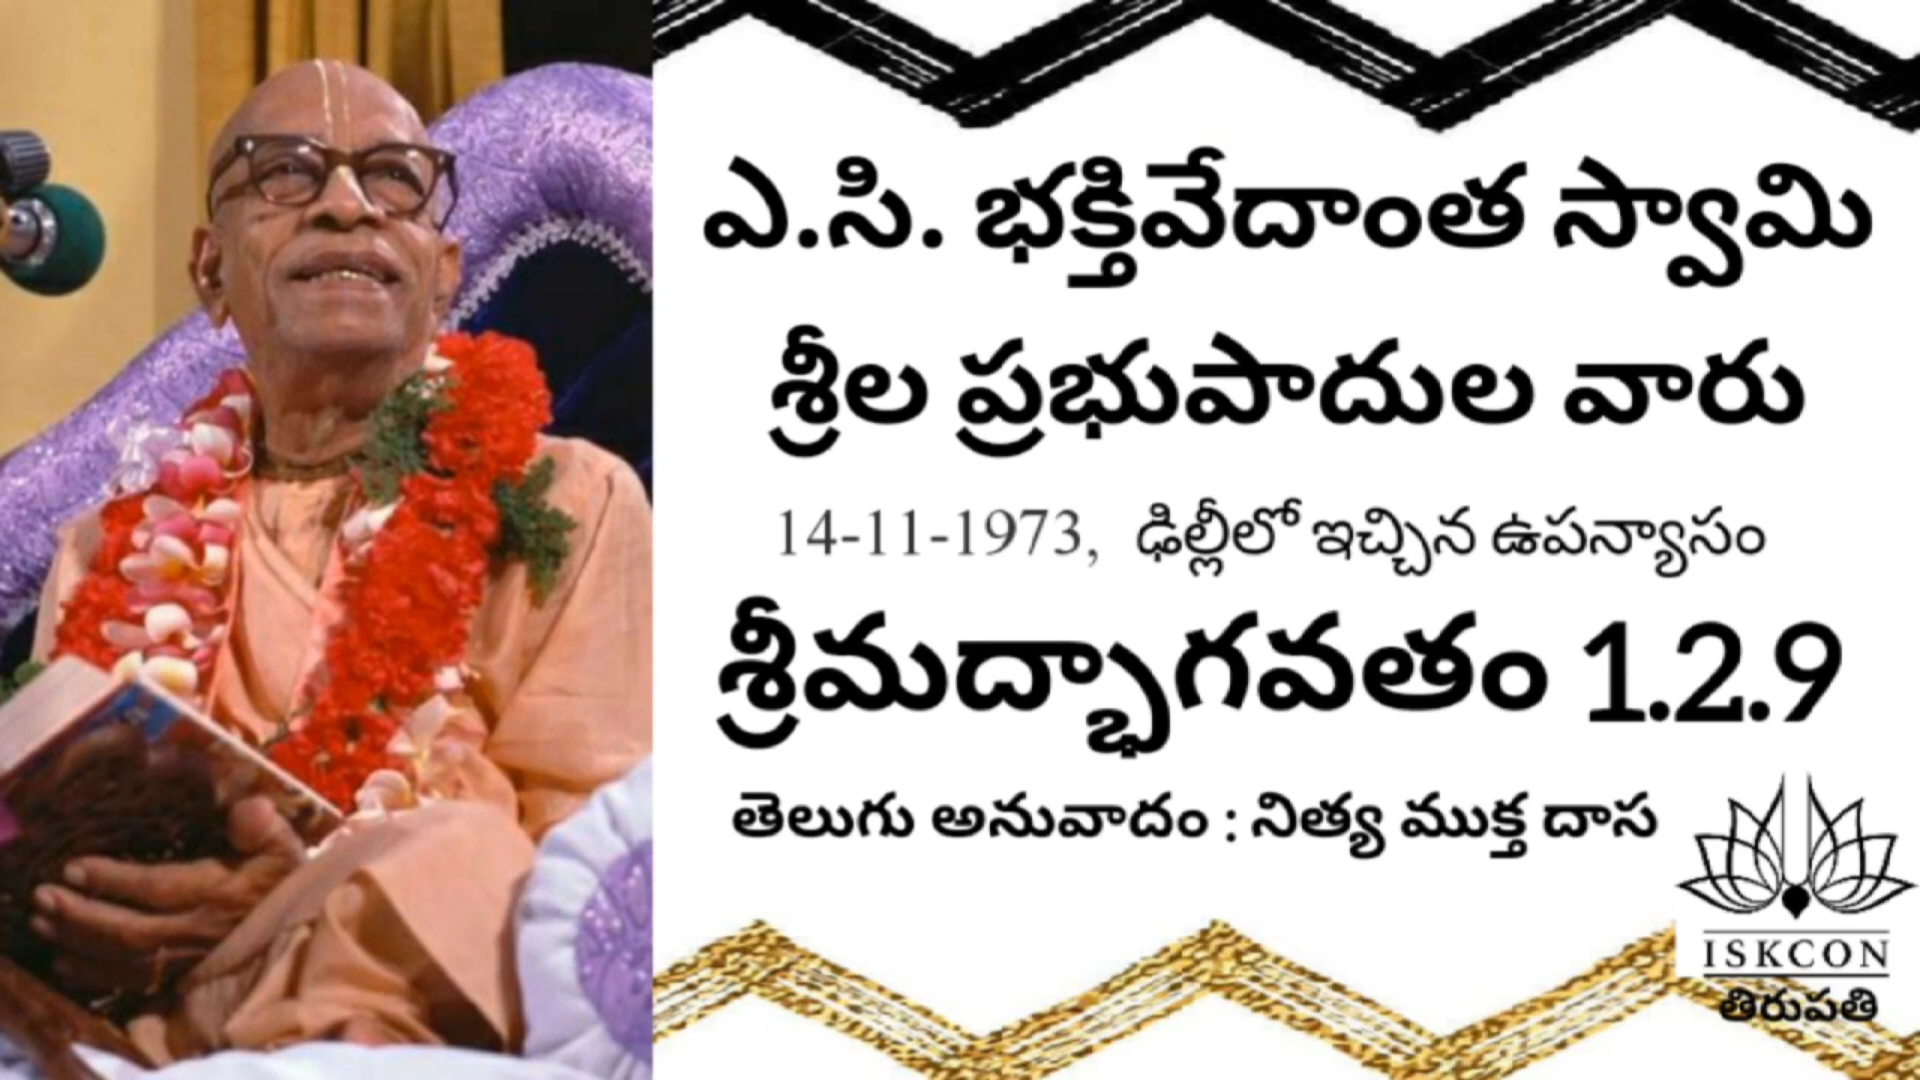 ఎ.సి. భక్తివేదాంత స్వామి
శ్రీల ప్రభుపాదుల వారు
14-11-1973, ఢిల్లీలో ఇచ్చిన ఉపన్యాసం
శ్రీమద్భాగవతం 1.2.9
తెలుగు అనువాదం : నిత్య ముక్త దాస
ISKCON
తిరుపతి